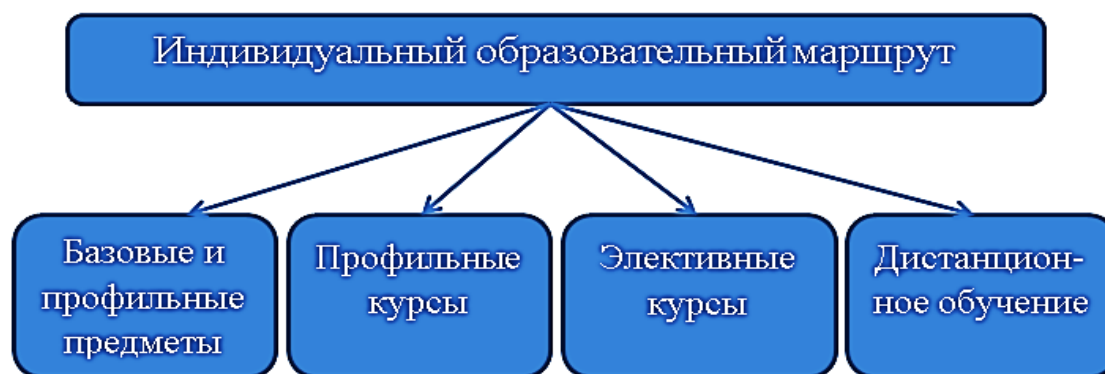 Индивидуальный образовательный маршрут
Базовые и
профильные
предметы
Профильные
курсы
Элективные
курсы
Дистанцион-
ное обучение